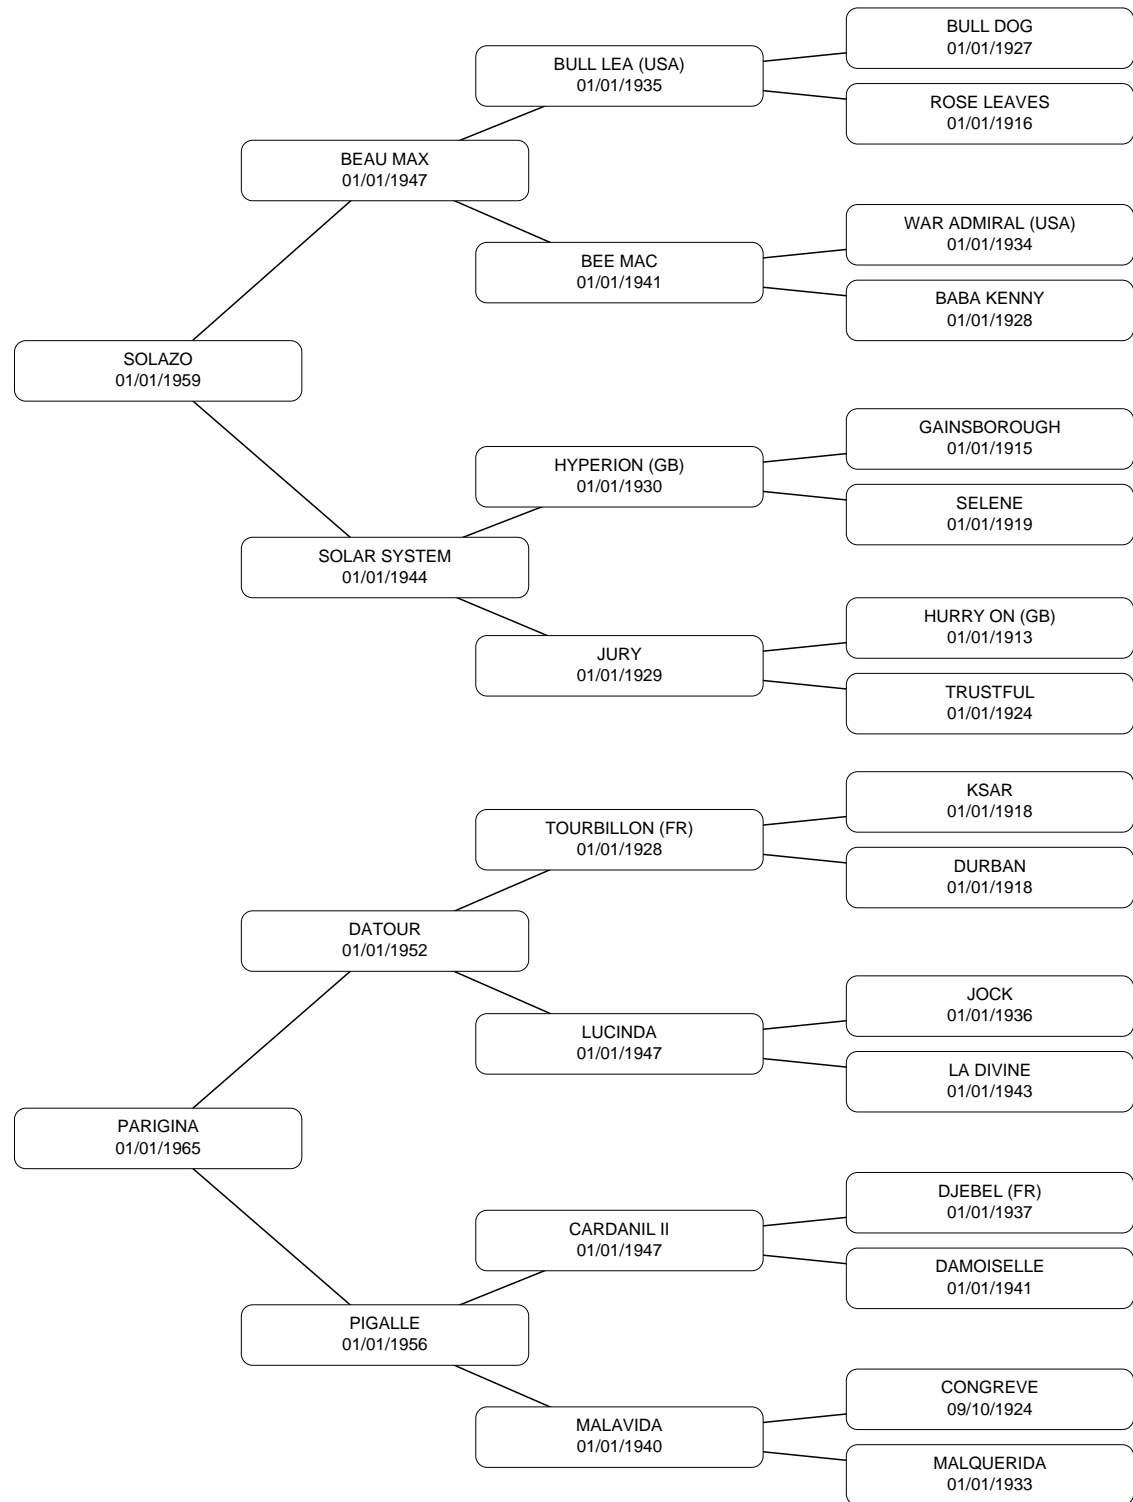 BULL DOG
01/01/1927
BULL LEA (USA)
01/01/1935
ROSE LEAVES
01/01/1916
BEAU MAX
01/01/1947
WAR ADMIRAL (USA)
01/01/1934
BEE MAC
01/01/1941
BABA KENNY
01/01/1928
SOLAZO
01/01/1959
GAINSBOROUGH
01/01/1915
HYPERION (GB)
01/01/1930
SELENE
01/01/1919
SOLAR SYSTEM
01/01/1944
HURRY ON (GB)
01/01/1913
JURY
01/01/1929
TRUSTFUL
01/01/1924
KSAR
01/01/1918
TOURBILLON (FR)
01/01/1928
DURBAN
01/01/1918
DATOUR
01/01/1952
JOCK
01/01/1936
LUCINDA
01/01/1947
LA DIVINE
01/01/1943
PARIGINA
01/01/1965
DJEBEL (FR)
01/01/1937
CARDANIL II
01/01/1947
DAMOISELLE
01/01/1941
PIGALLE
01/01/1956
CONGREVE
09/10/1924
MALAVIDA
01/01/1940
MALQUERIDA
01/01/1933